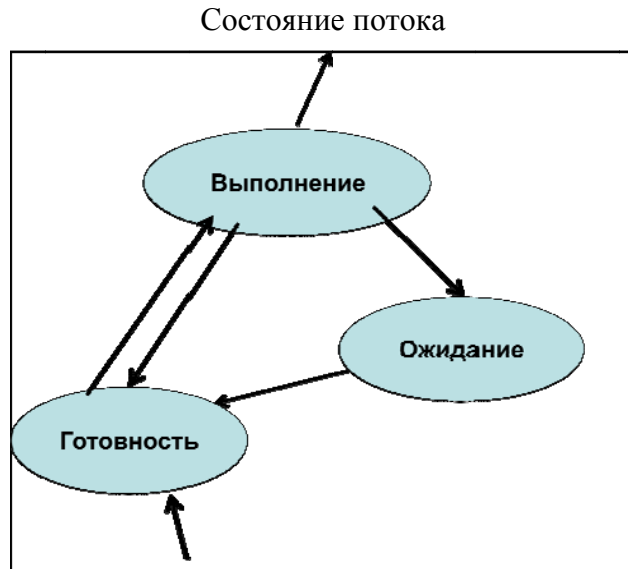 Состояние потока
Выполнение
Ожидание
Готовность